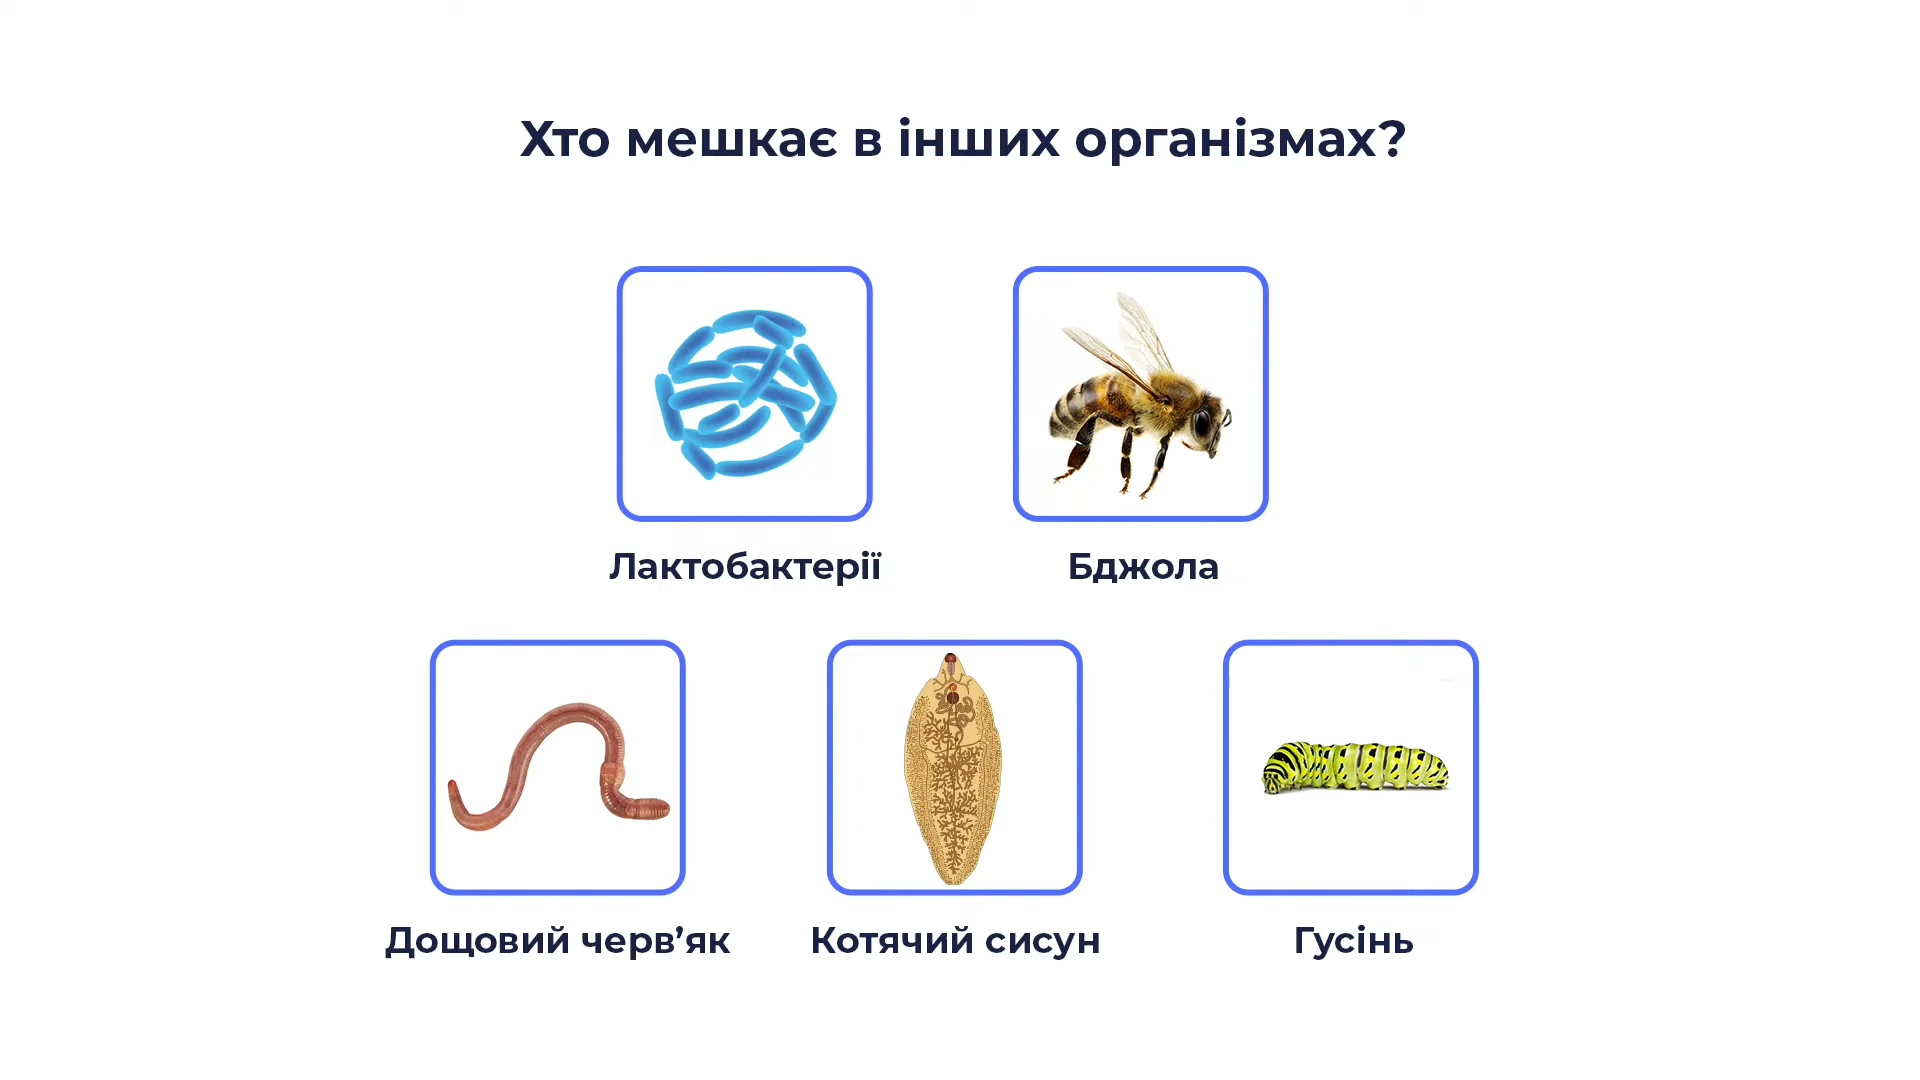 Хто мешкає в інших організмах?
Лактобактерії
Бджола
Дощовий черв’як
Котячий сисун
Гусінь